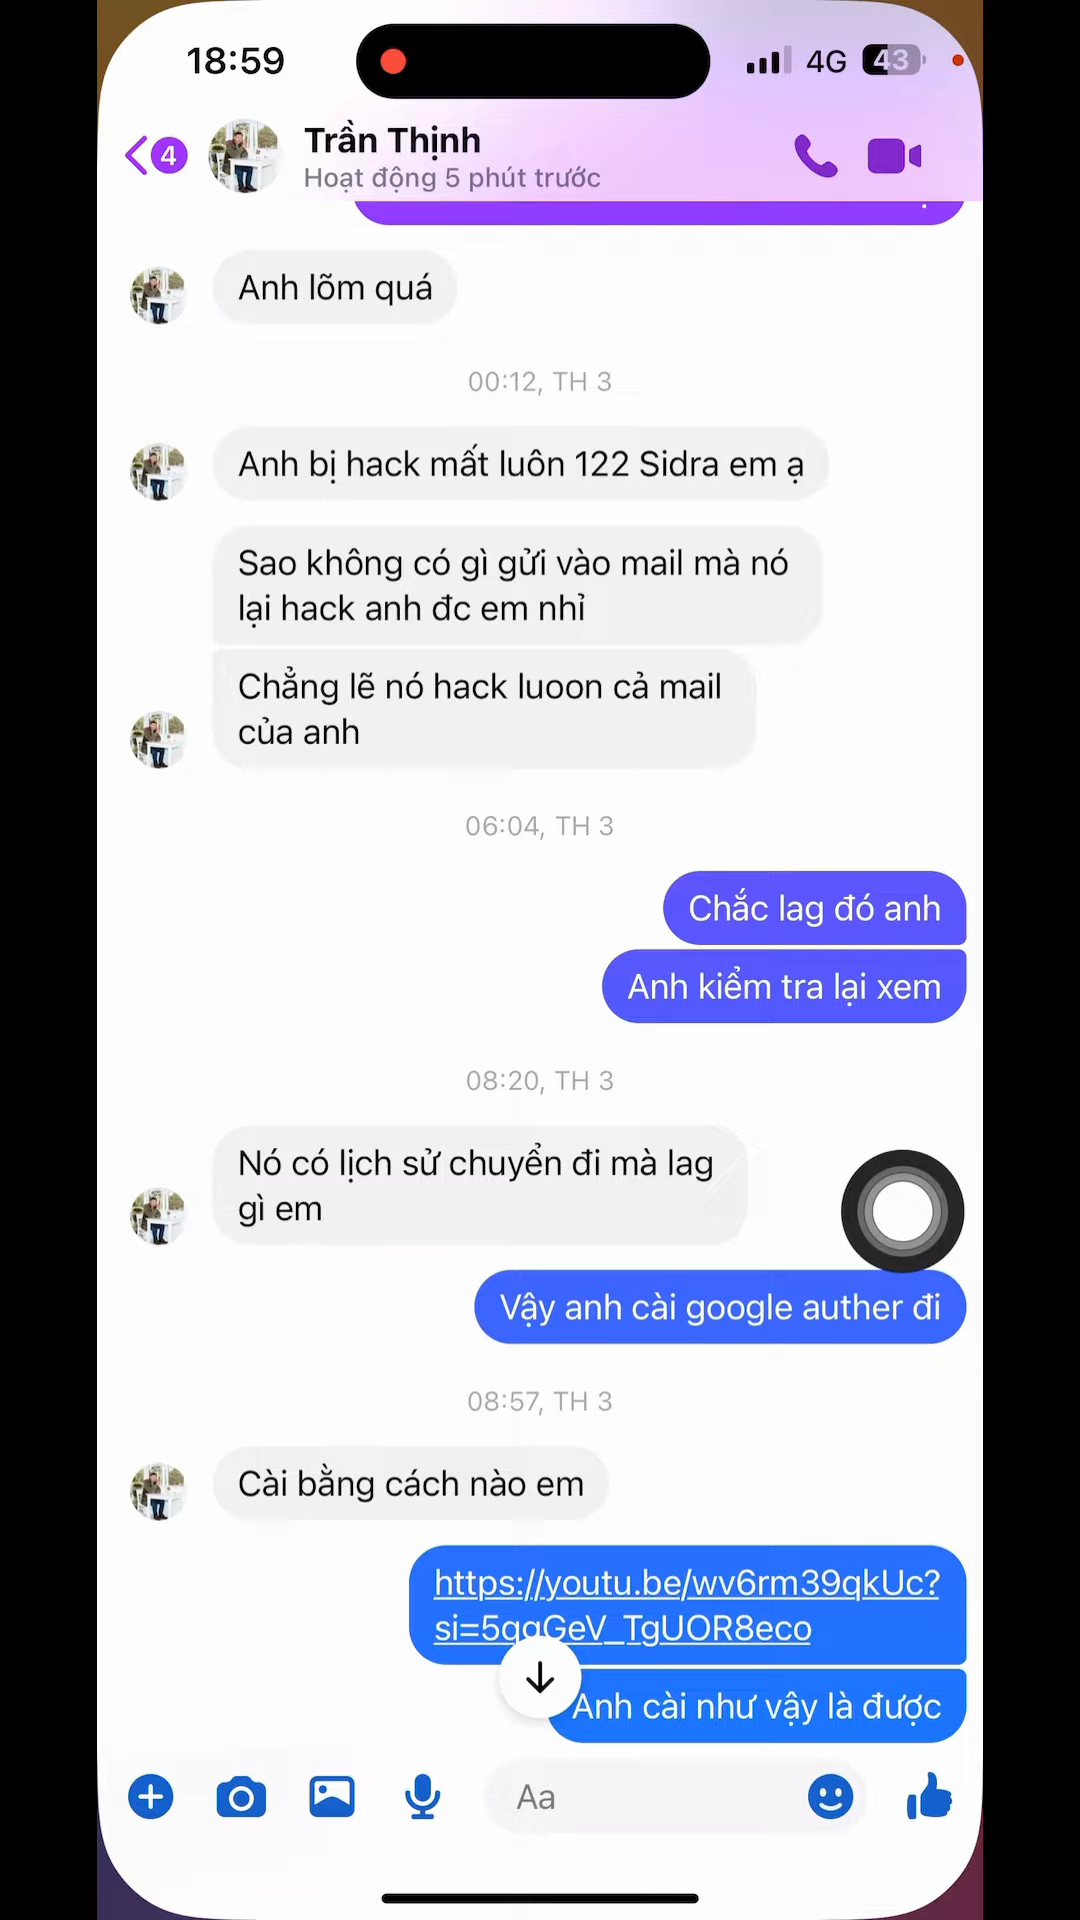 18:59
4G
43
4
Trần Thịnh
Hoạt động 5 phút trước
Anh lõm quá
00:12, TH 3
Anh bị hack mất luôn 122 Sidra em ạ
Sao không có gì gửi vào mail mà nó
lại hack anh đc em nhỉ
Chẳng lẽ nó hack luoon cả mail
của anh
06:04, TH 3
Chắc lag đó anh
Anh kiểm tra lại xem
08:20, TH 3
Nó có lịch sử chuyển đi mà lag
gì em
Vậy anh cài google auther đi
08:57, TH 3
Cài bằng cách nào em
https://youtu.be/wv6rm39qkUc?
Anh cài như vậy là được
Aa